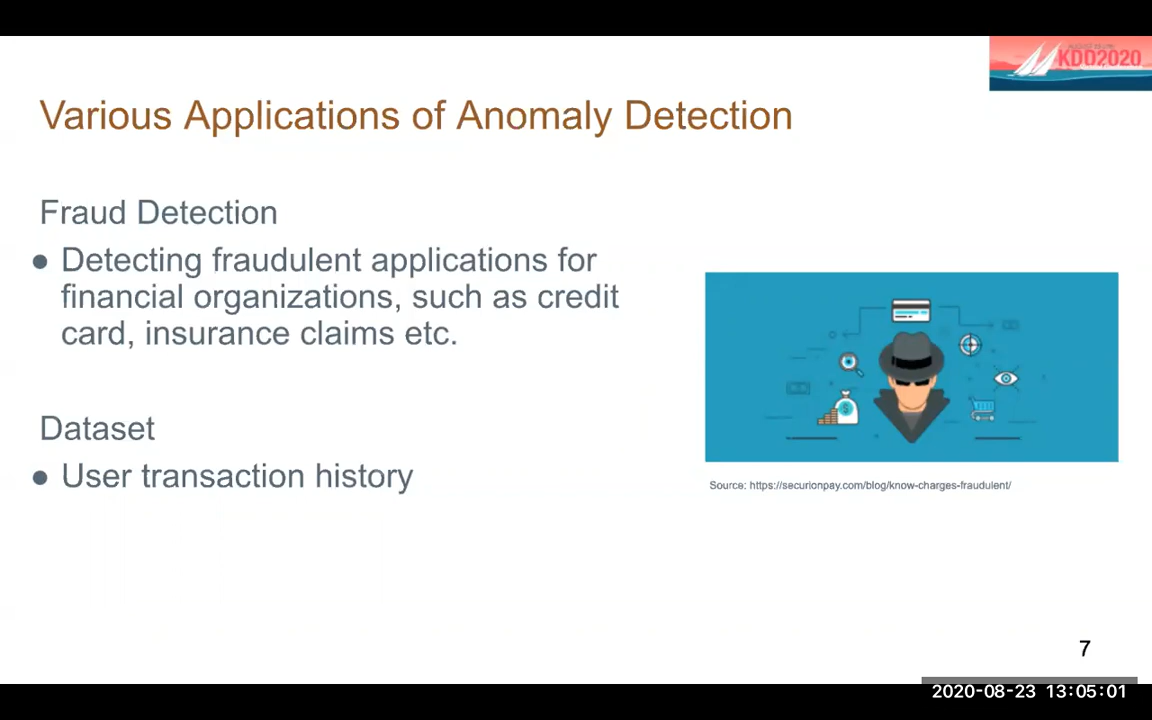 KDD2020
Various Applications of Anomaly Detection
Fraud Detection
● Detecting fraudulent applications for
financial organizations, such as credit
card, insurance claims etc.
Dataset
● User transaction history
$
Source: https://securionpay.com/blog/know-charges-fraudulent/
7
2020-08-23 13:05:01